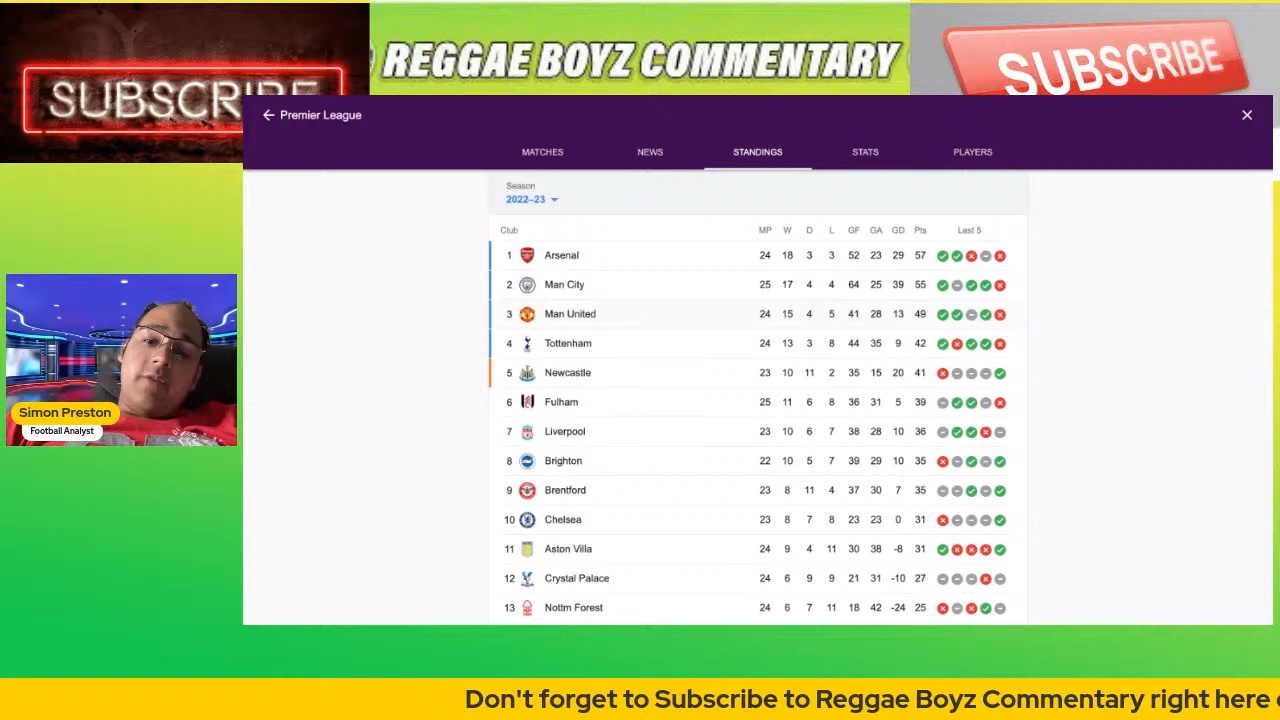 SUBSCRIBE
REGGAE BOYZ COMMENTARY
SUBSCRIBE
Premier League
MATCHES NEWS STANDINGS STATS PLAYERS
Season
2022–23
Club MP W D L GF GA GD Pts Last 5
1 Arsenal 24 18 3 3 52 23 29 57
2 Man City 25 17 4 4 64 25 39 55
3 Man United 24 15 4 5 41 28 13 49
4 Tottenham 24 13 3 8 44 35 9 42
5 Newcastle 23 10 11 2 35 15 20 41
6 Fulham 25 11 6 8 36 31 5 39
7 Liverpool 23 10 6 7 38 28 10 36
8 Brighton 22 10 5 7 39 29 10 35
9 Brentford 23 8 11 4 37 30 7 35
10 Chelsea 23 8 7 8 23 23 0 31
11 Aston Villa 24 9 4 11 30 38 -8 31
12 Crystal Palace 24 6 9 9 21 31 -10 27
13 Nottm Forest 24 6 7 11 18 42 -24 25
Simon Preston
Football Analyst
Don't forget to Subscribe to Reggae Boyz Commentary right here